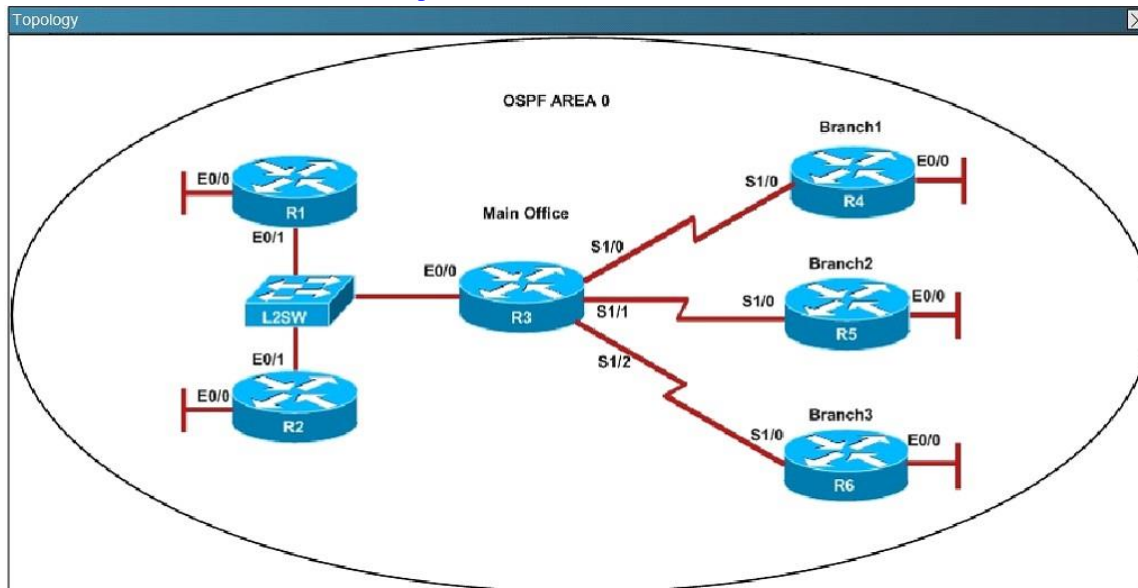 Topology
OSPF AREA 0
Branch1
E0/0
E0/0
S1/0
R1
R4
Main Office
E0/1
S1/0
E0/0
Branch2
S1/0
E0/0
L2SW
R3
S1/1
R5
S1/2
E0/1
E0/0
Branch3
R2
S1/0
E0/0
R6